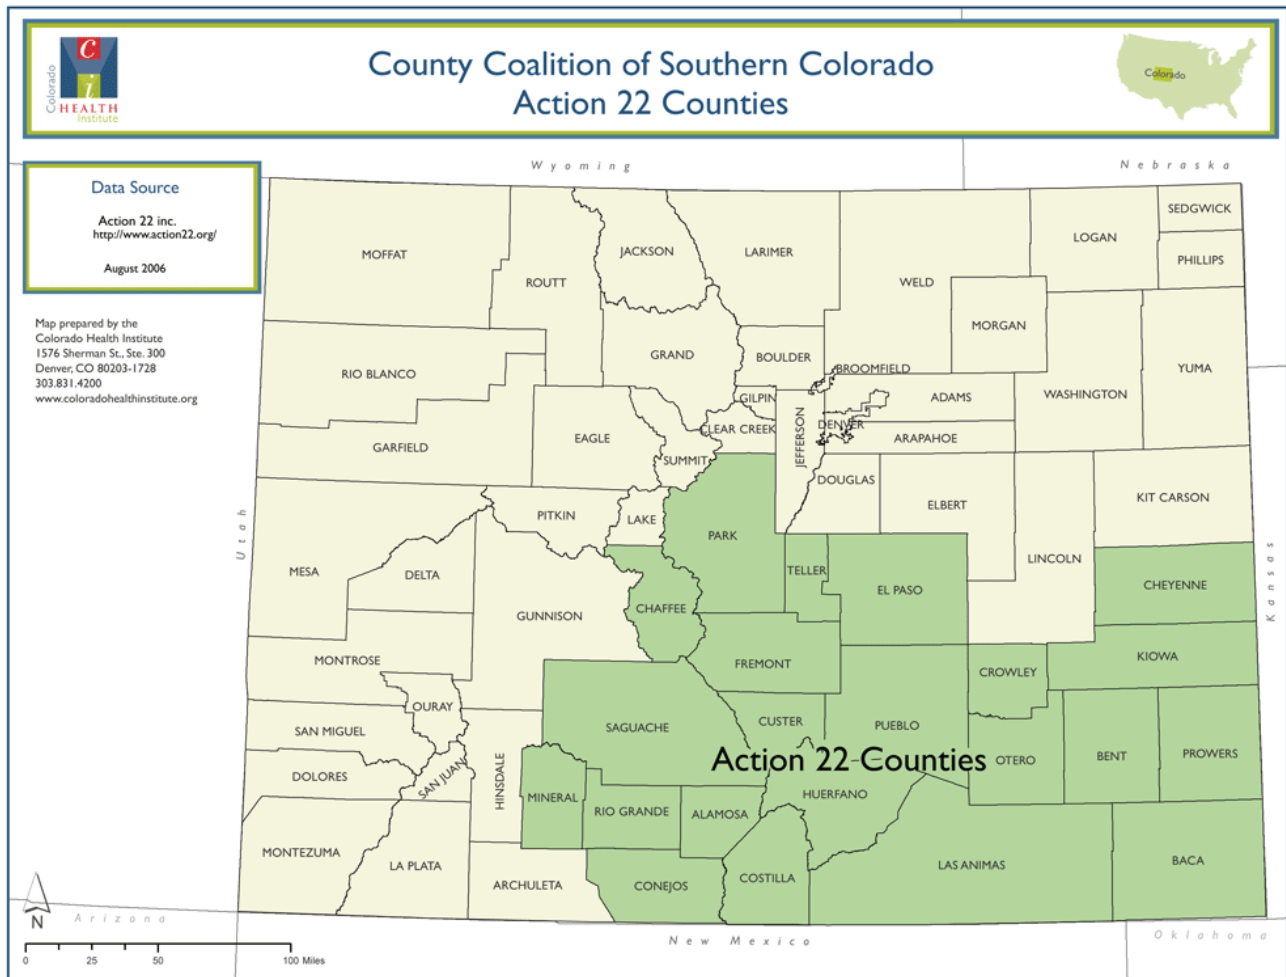 Colorado
C
i
HEALTH
Institute
County Coalition of Southern Colorado
Action 22 Counties
Colorado
Data Source
Action 22 inc.
http://www.action22.org/
August 2006
Map prepared by the
Colorado Health Institute
1576 Sherman St., Ste. 300
Denver, CO 80203-1728
303.831.4200
www.coloradohealthinstitute.org
Wyoming
Nebraska
SEDGWICK
LOGAN
JACKSON
LARIMER
MOFFAT
PHILLIPS
ROUTT
WELD
MORGAN
GRAND
BOULDER
BROOMFIELD
YUMA
RIO BLANCO
GILPIN
ADAMS
WASHINGTON
CLEAR CREEK
JEFFERSON
DENVER
ARAPAHOE
EAGLE
GARFIELD
SUMMIT
DOUGLAS
KIT CARSON
ELBERT
PITKIN
LAKE
Utah
PARK
LINCOLN
MESA
DELTA
TELLER
EL PASO
CHEYENNE
Kansas
CHAFFEE
GUNNISON
KIOWA
MONTROSE
FREMONT
CROWLEY
OURAY
CUSTER
PUEBLO
SAGUACHE
SAN MIGUEL
Action 22 Counties
OTERO
BENT
PROWERS
DOLORES
SAN JUAN
HINSDALE
MINERAL
HUERFANO
RIO GRANDE
ALAMOSA
MONTEZUMA
LA PLATA
LAS ANIMAS
BACA
ARCHULETA
CONEJOS
COSTILLA
N
Arizona
New Mexico
Oklahoma
0 25 50 100 Miles